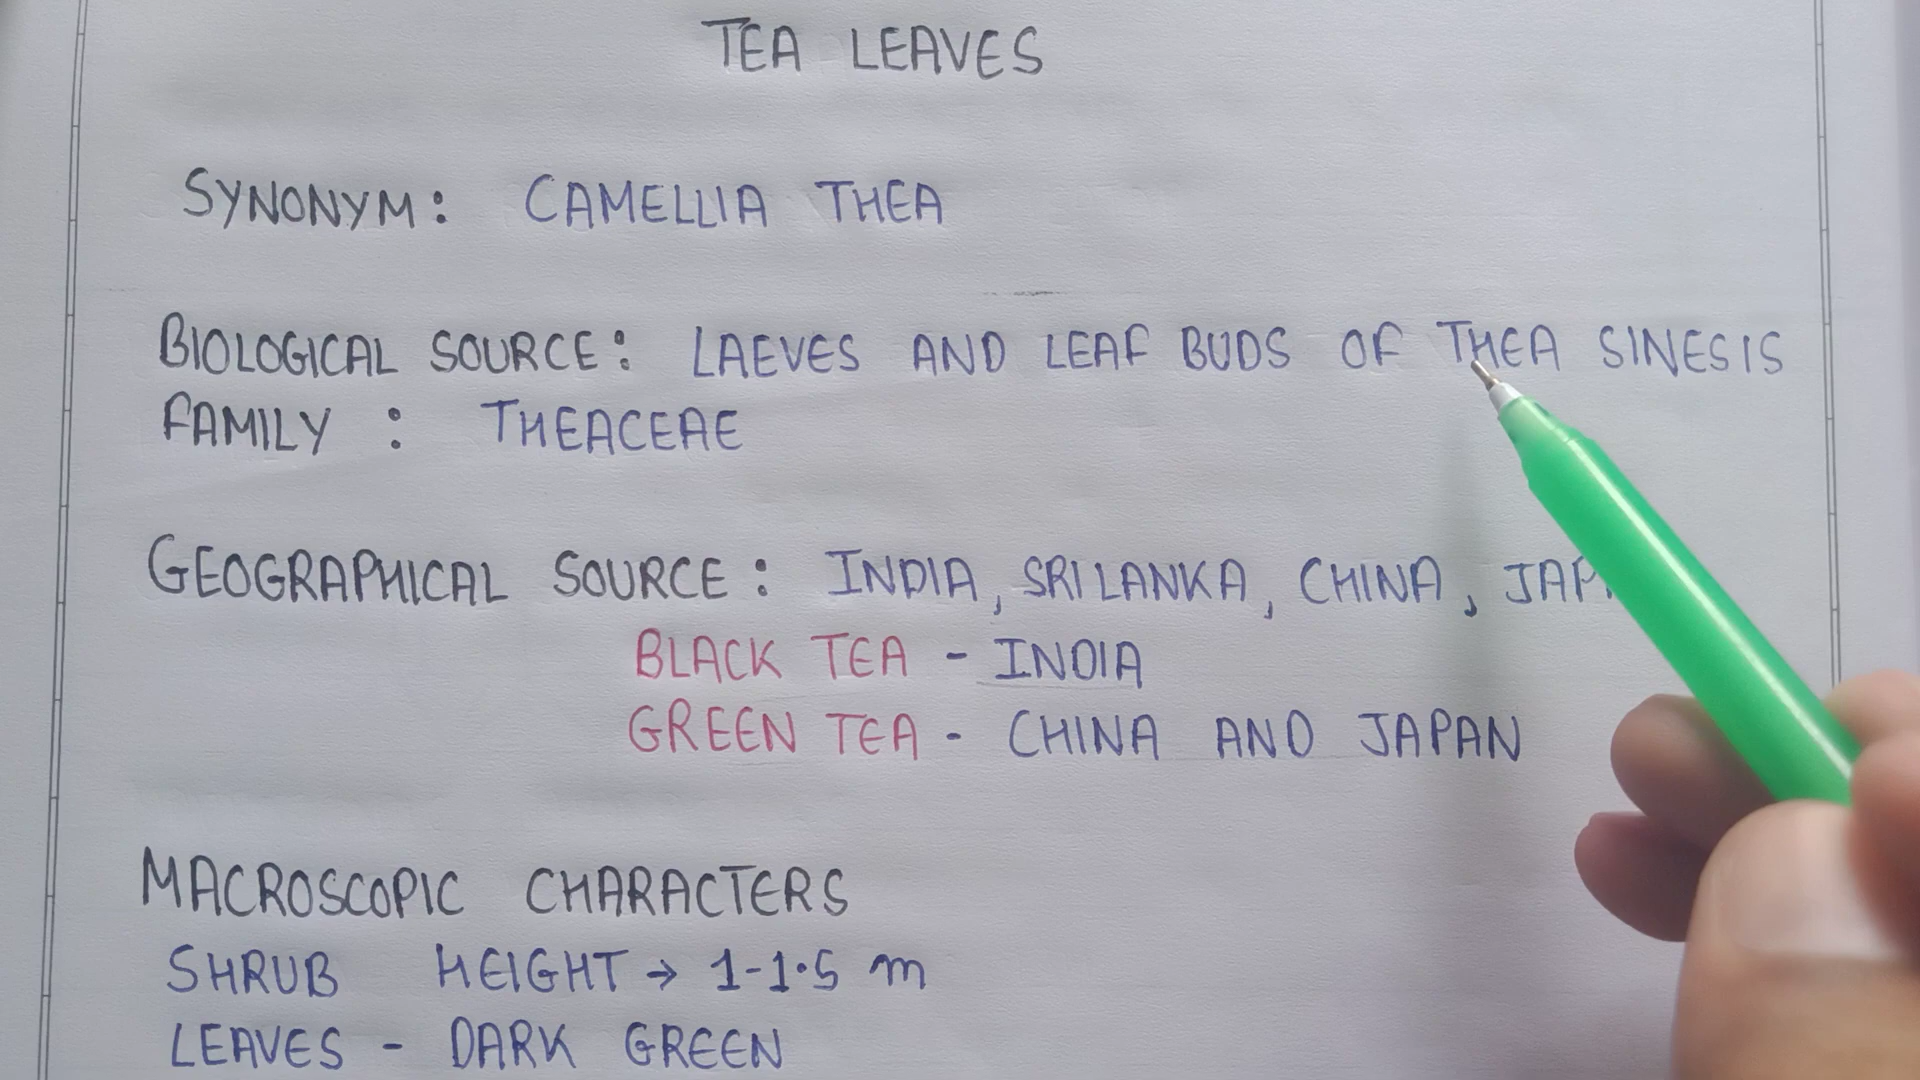 TEA LEAVES
SYNONYM: CAMELLIA THEA
BIOLOGICAL SOURCE: LAEVES AND LEAF BUDS OF THEA SINESIS
FAMILY : THEACEAE
GEOGRAPHICAL SOURCE: INDIA, SRILANKA, CHINA,
BLACK TEA - INDIA
GREEN TEA - CHINA AND JAPAN
MACROSCOPIC CHARACTERS
SHRUB HEIGHT → 1-1.5 m
LEAVES - DARK GREEN